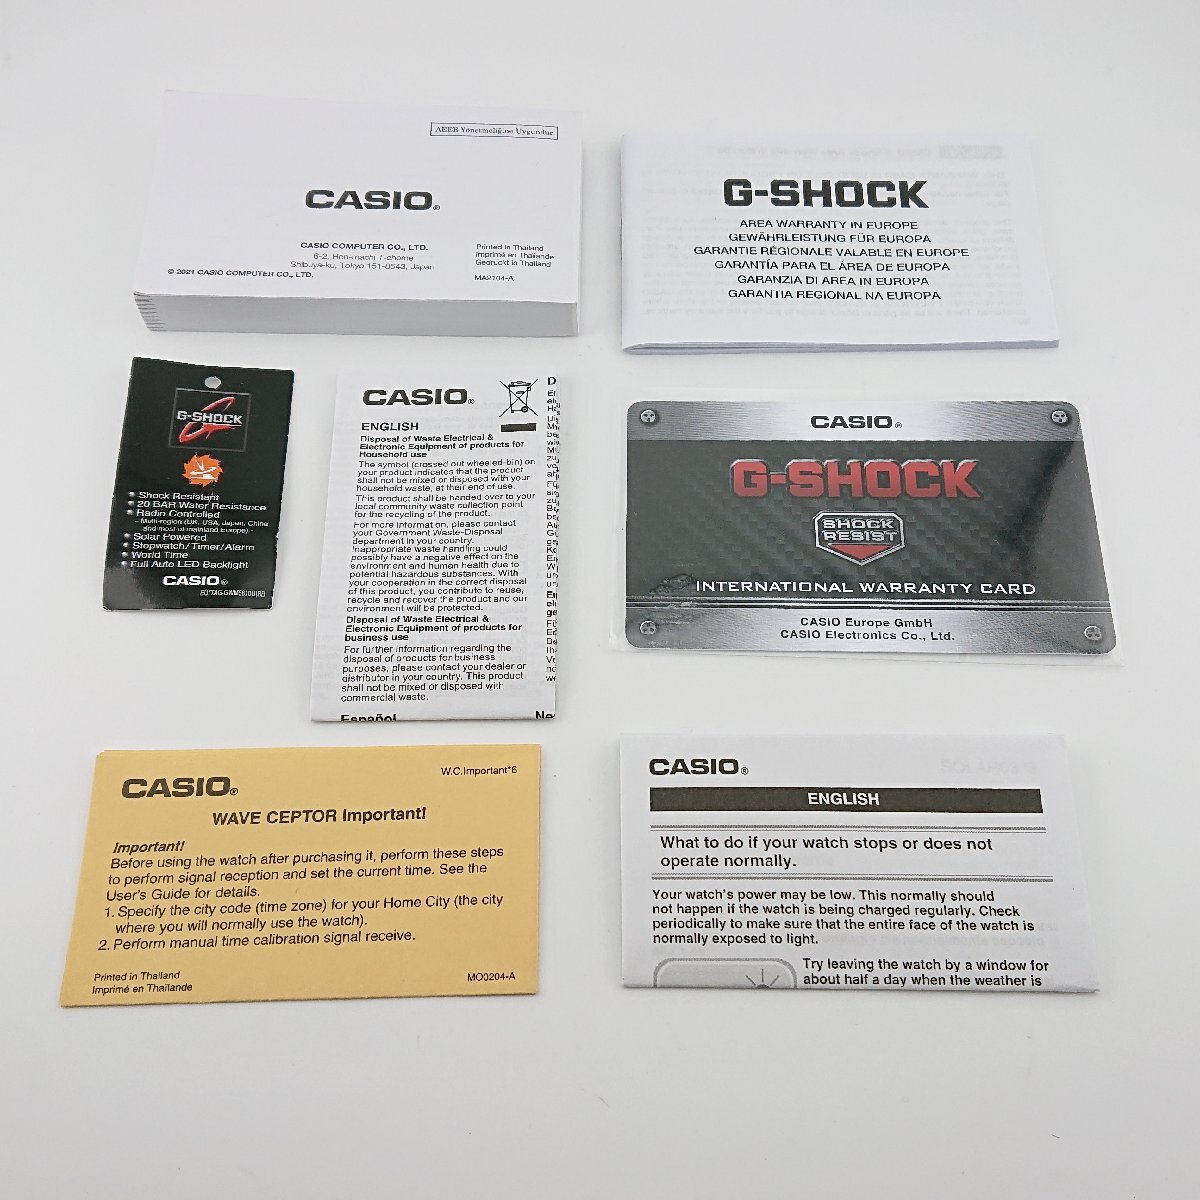 AEEE Yönetmeliğine Uygundur
CASIO®
CASIO COMPUTER CO., LTD.
6-2, Hon-machi 1-chome
Shibuya-ku, Tokyo 151-8543, Japan
© 2021 CASIO COMPUTER CO., LTD.
Printed in Thailand
Imprimé en Thaïlande
Gedruckt in Thailand
MA2104-A
G-SHOCK
AREA WARRANTY IN EUROPE
GEWÄHRLEISTUNG FÜR EUROPA
GARANTIE RÉGIONALE VALABLE EN EUROPE
GARANTÍA PARA EL ÁREA DE EUROPA
GARANZIA DI AREA IN EUROPA
GARANTIA REGIONAL NA EUROPA
G-SHOCK
• Shock Resistant
• 20 BAR Water Resistance
• Radio Controlled
- Multi-region (UK, USA, Japan, China
and most of mainland Europe) -
• Solar Powered
• Stopwatch/Timer/Alarm
• World Time
• Full Auto LED Backlight
CASIO®
CASIO®
ENGLISH
Disposal of Waste Electrical &
Electronic Equipment of products for
Household use
The symbol (crossed out wheeled-bin) on
your product indicates that the product
shall not be mixed or disposed with your
household waste, at their end of use.
This product shall be handed over to your
local community waste collection point
for the recycling of the product.
For more information, please contact
your Government Waste-Disposal
department in your country.
Inappropriate waste handling could
possibly have a negative effect on the
environment and human health due to
potential hazardous substances. With
your cooperation in the correct disposal
of this product, you contribute to reuse,
recycle and recover the product and our
environment will be protected.
Disposal of Waste Electrical &
Electronic Equipment of products for
business use
For further information regarding the
disposal of products for business
purposes, please contact your dealer or
distributor in your country. This product
shall not be mixed or disposed with
commercial waste.
Español
CASIO®
G-SHOCK
SHOCK
RESIST
INTERNATIONAL WARRANTY CARD
CASIO Europe GmbH
CASIO Electronics Co., Ltd.
CASIO®
W.C.Important*6
WAVE CEPTOR Important!
Important!
Before using the watch after purchasing it, perform these steps
to perform signal reception and set the current time. See the
User's Guide for details.
1. Specify the city code (time zone) for your Home City (the city
where you will normally use the watch).
2. Perform manual time calibration signal receive.
Printed in Thailand
Imprimé en Thaïlande
MO0204-A
CASIO®
ENGLISH
What to do if your watch stops or does not
operate normally.
Your watch's power may be low. This normally should
not happen if the watch is being charged regularly. Check
periodically to make sure that the entire face of the watch is
normally exposed to light.
Try leaving the watch by a window for
about half a day when the weather is